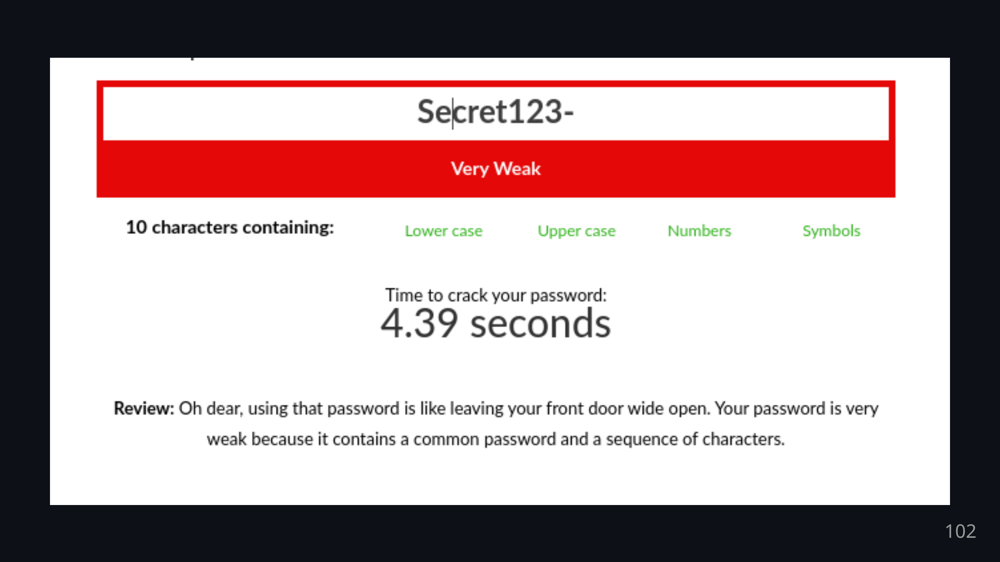 Secret123-
Very Weak
10 characters containing: Lower case Upper case Numbers Symbols
Time to crack your password:
4.39 seconds
Review: Oh dear, using that password is like leaving your front door wide open. Your password is very
weak because it contains a common password and a sequence of characters.
102